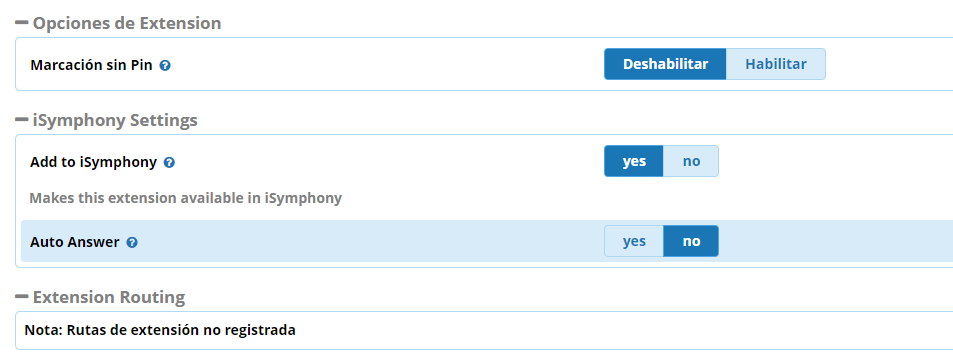 Opciones de Extension
Marcación sin Pin
Deshabilitar Habilitar
iSymphony Settings
Add to iSymphony
yes no
Makes this extension available in iSymphony
Auto Answer
yes no
Extension Routing
Nota: Rutas de extensión no registrada